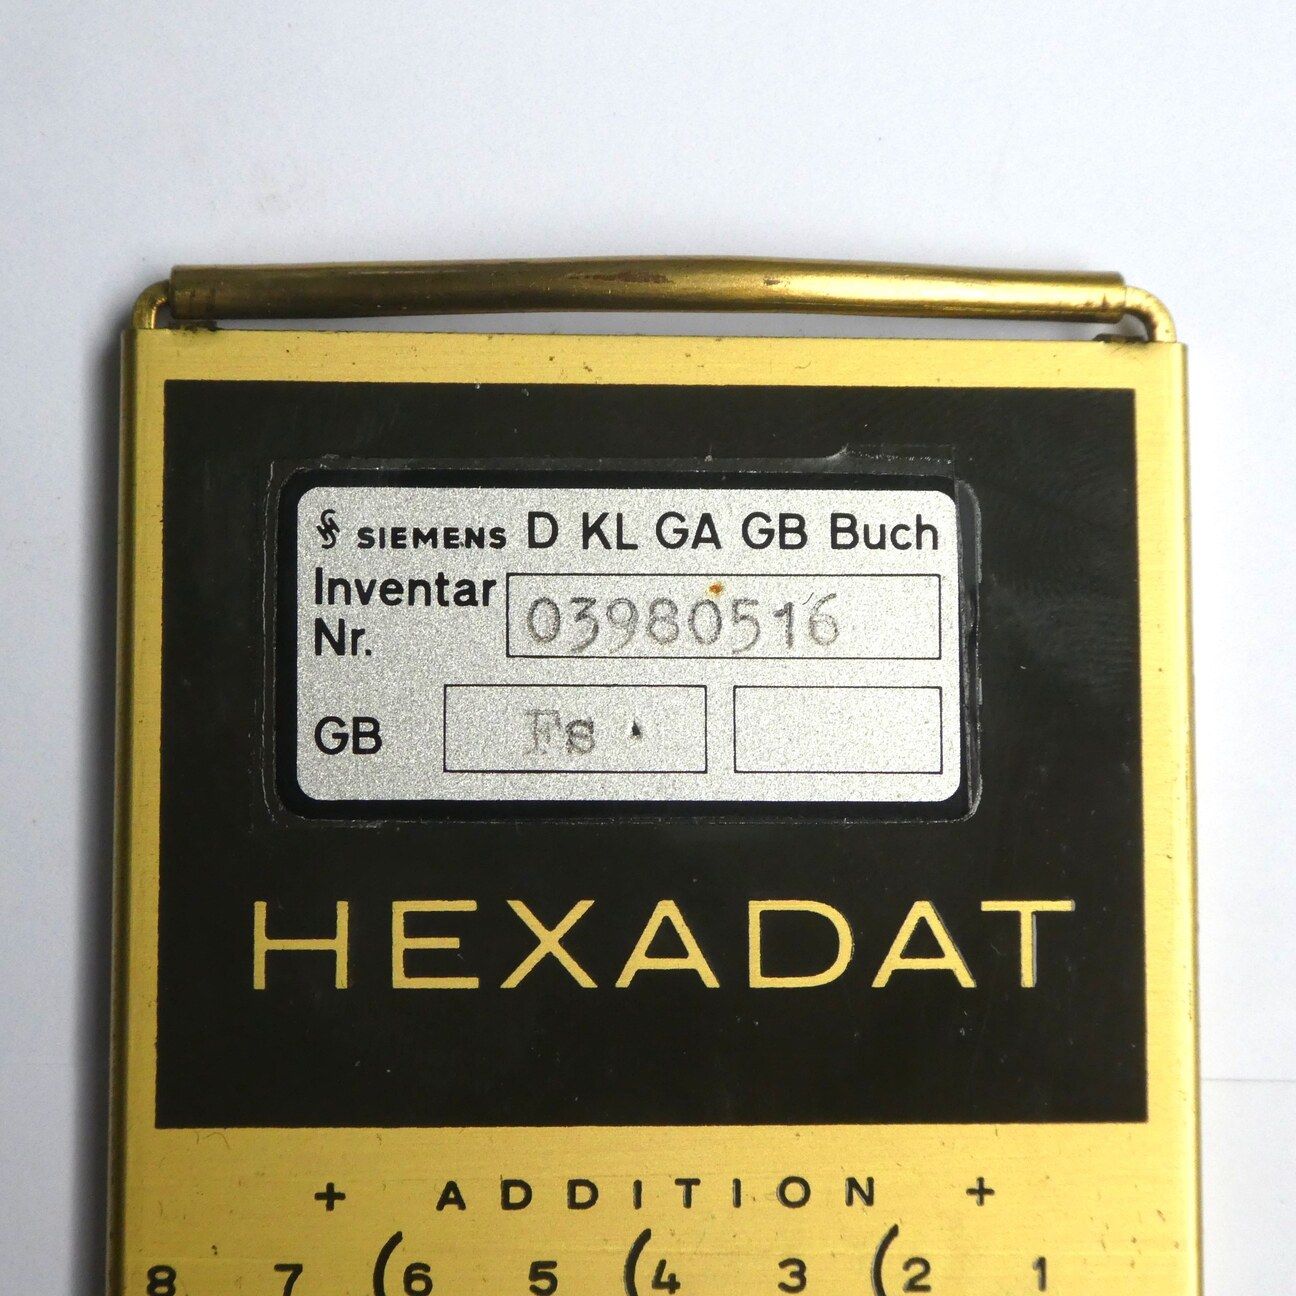 SIEMENS D KL GA GB Buch
Inventar
Nr. 03980516
GB Fs
HEXADAT
+ ADDITION +
8 7 (6 5 (4 3 (2 1